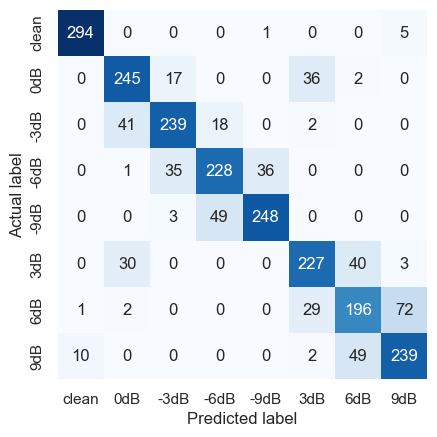 Actual label
clean 294 0 0 0 1 0 0 5
0dB 0 245 17 0 0 36 2 0
-3dB 0 41 239 18 0 2 0 0
-6dB 0 1 35 228 36 0 0 0
-9dB 0 0 3 49 248 0 0 0
3dB 0 30 0 0 0 227 40 3
6dB 1 2 0 0 0 29 196 72
9dB 10 0 0 0 0 2 49 239
clean 0dB -3dB -6dB -9dB 3dB 6dB 9dB
Predicted label